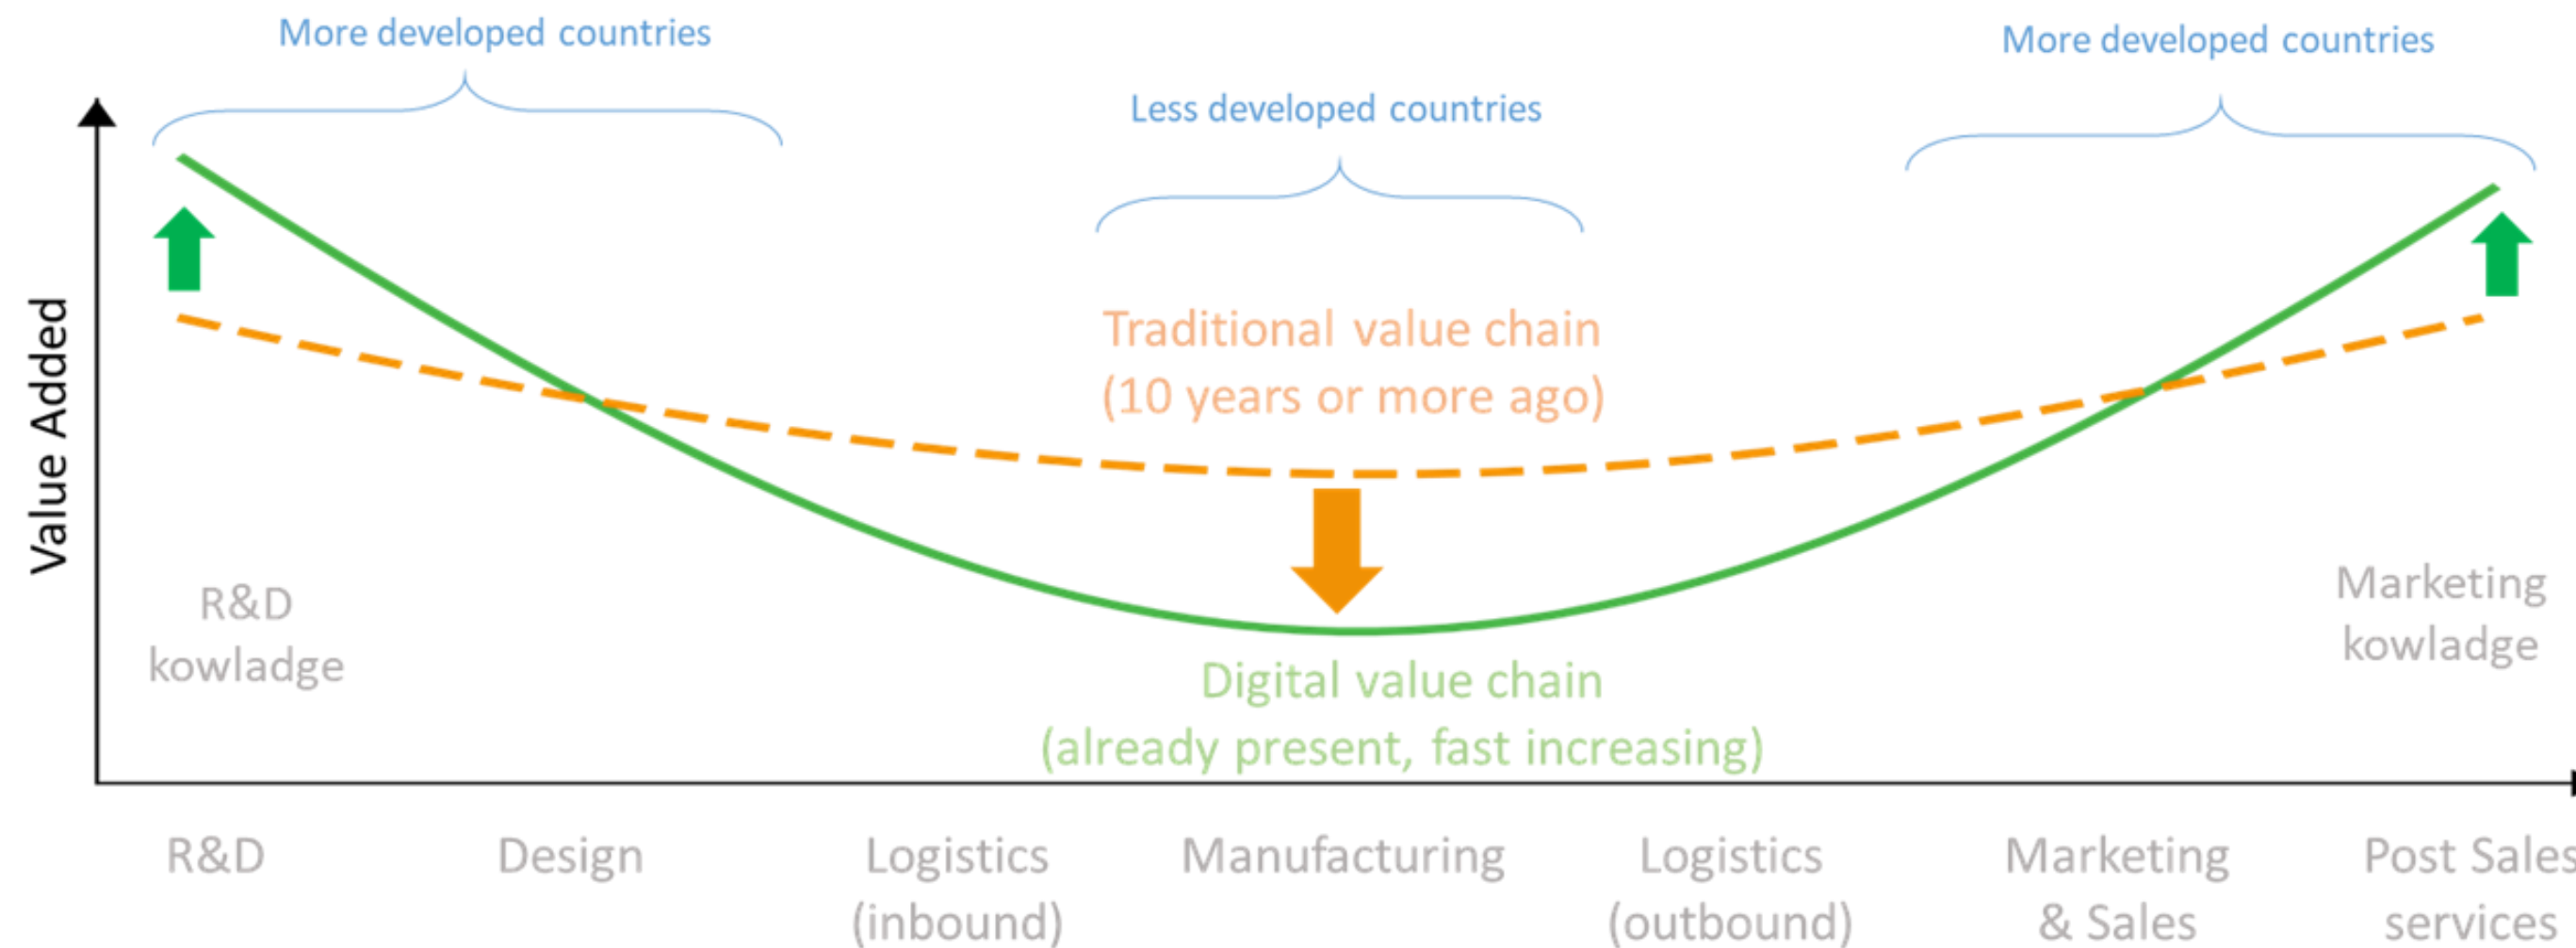 More developed countries
More developed countries
Less developed countries
Value Added
Traditional value chain
(10 years or more ago)
R&D
kowladge
Marketing
kowladge
Digital value chain
(already present, fast increasing)
R&D
Design
Logistics
(inbound)
Manufacturing
Logistics
(outbound)
Marketing
& Sales
Post Sales
services